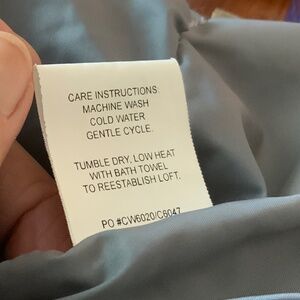 CARE INSTRUCTIONS:
MACHINE WASH
COLD WATER
GENTLE CYCLE.
TUMBLE DRY, LOW HEAT
WITH BATH TOWEL
TO REESTABLISH LOFT.
PO #CW6020/C6047